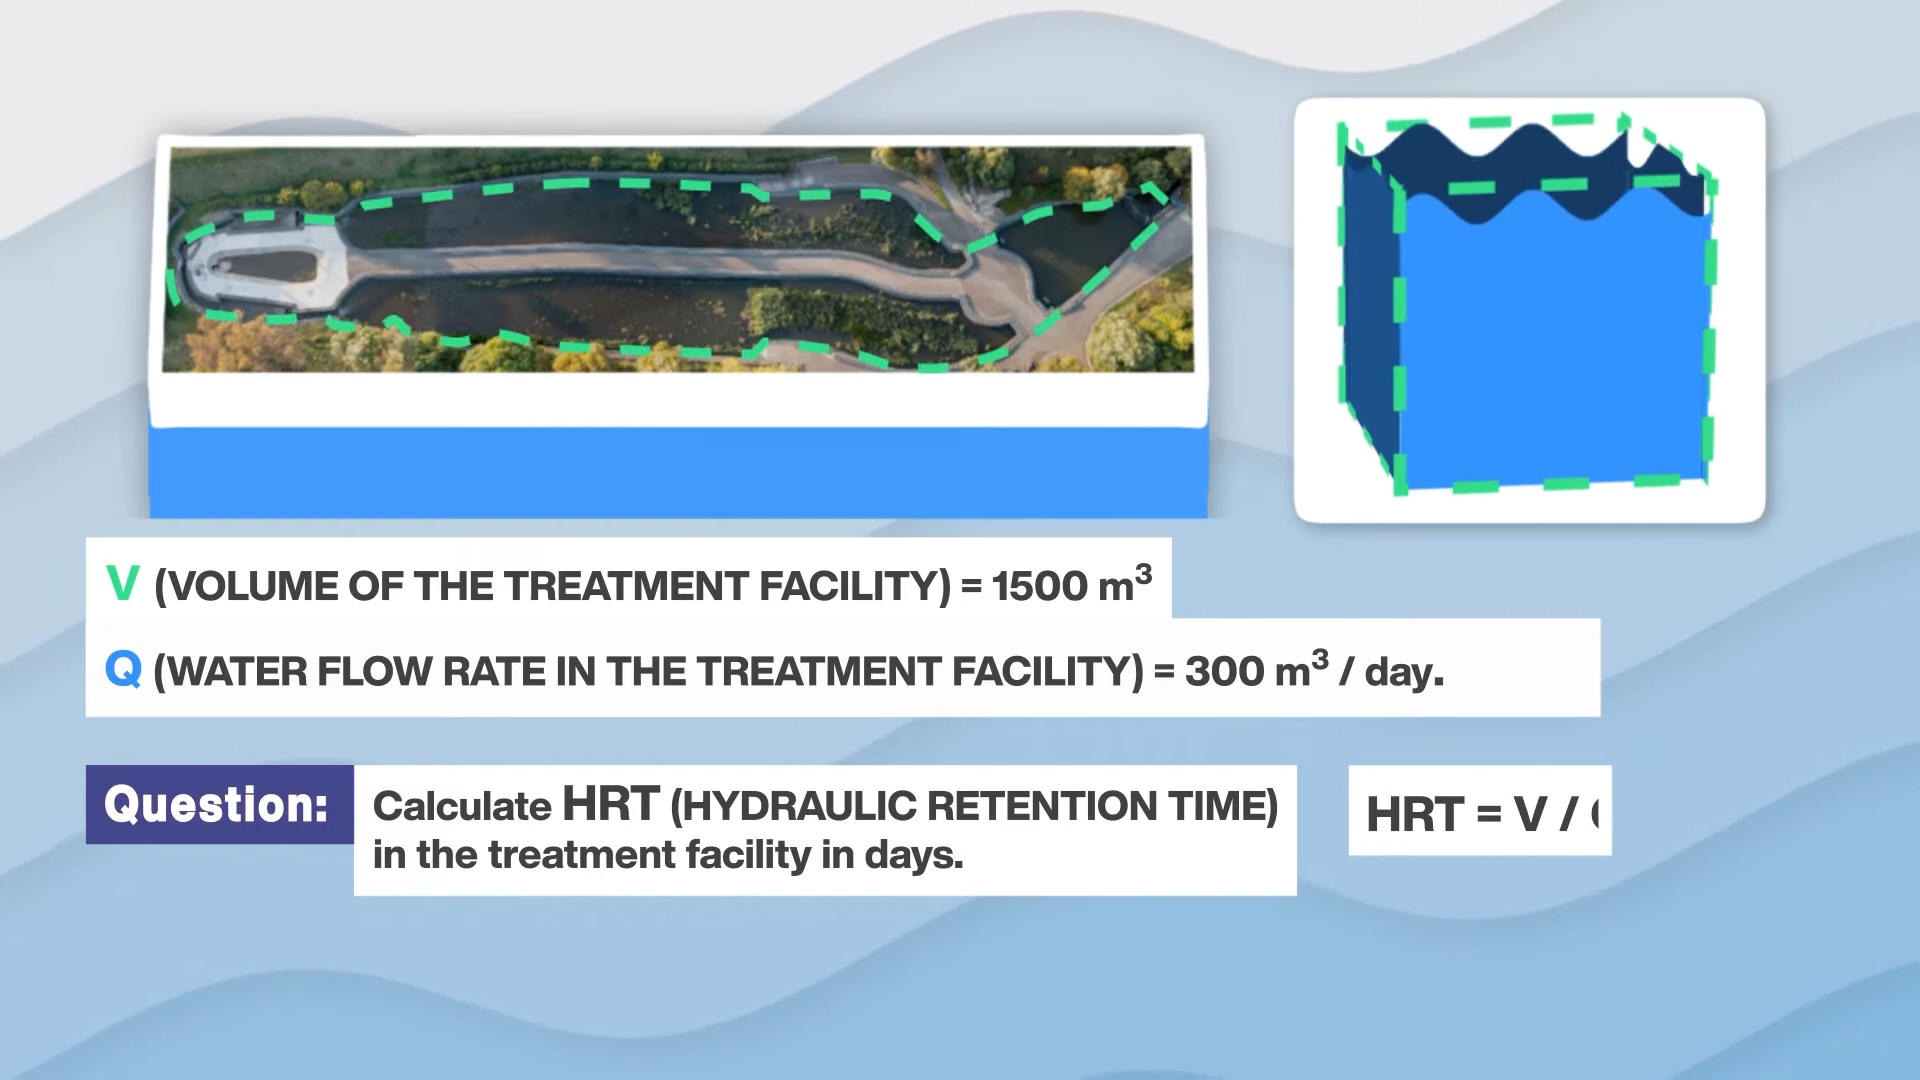 V (VOLUME OF THE TREATMENT FACILITY) = 1500 m³
Q (WATER FLOW RATE IN THE TREATMENT FACILITY) = 300 m³ / day.
Question:
Calculate HRT (HYDRAULIC RETENTION TIME)
in the treatment facility in days.
HRT = V /